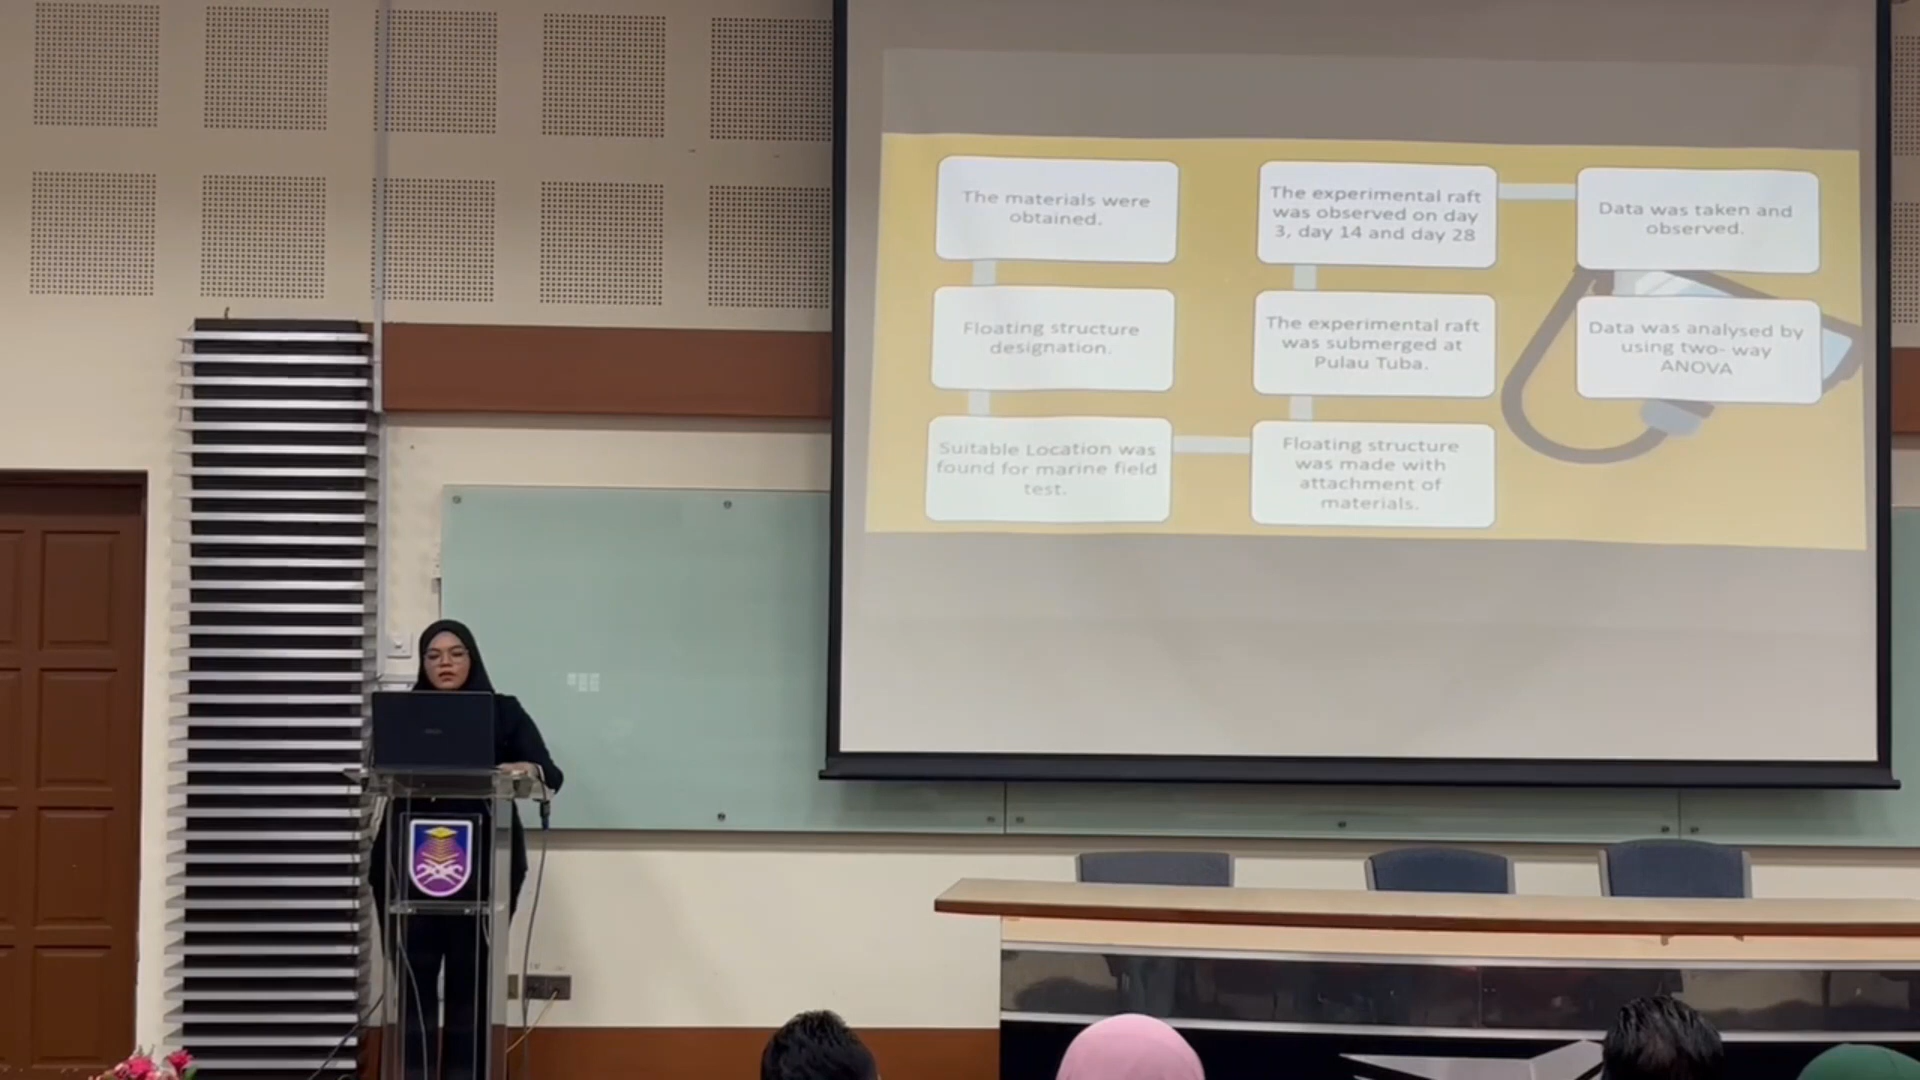 The materials were
obtained.
Floating structure
designation.
Suitable Location was
found for marine field
test.
Floating structure
was made with
attachment of
materials.
The experimental raft
was submerged at
Pulau Tuba.
The experimental raft
was observed on day
3, day 14 and day 28
Data was taken and
observed.
Data was analysed by
using two- way
ANOVA